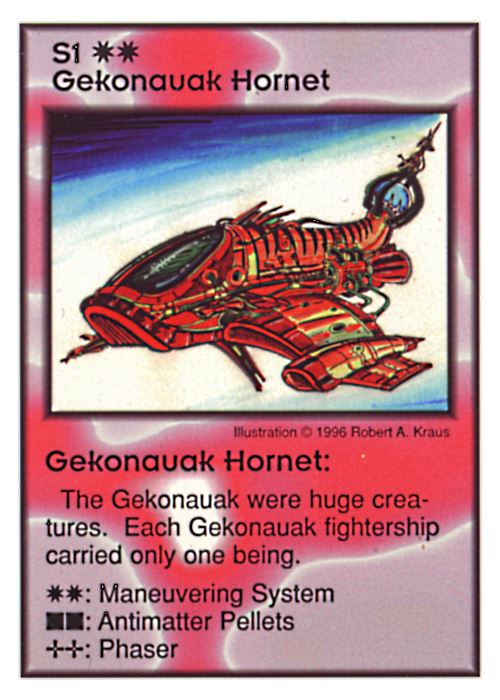 S1 ✷✷
Gekonauak Hornet
Illustration © 1996 Robert A. Kraus
Gekonauak Hornet:
The Gekonauak were huge crea-
tures. Each Gekonauak fightership
carried only one being.
✷✷: Maneuvering System
■■: Antimatter Pellets
✢✢: Phaser